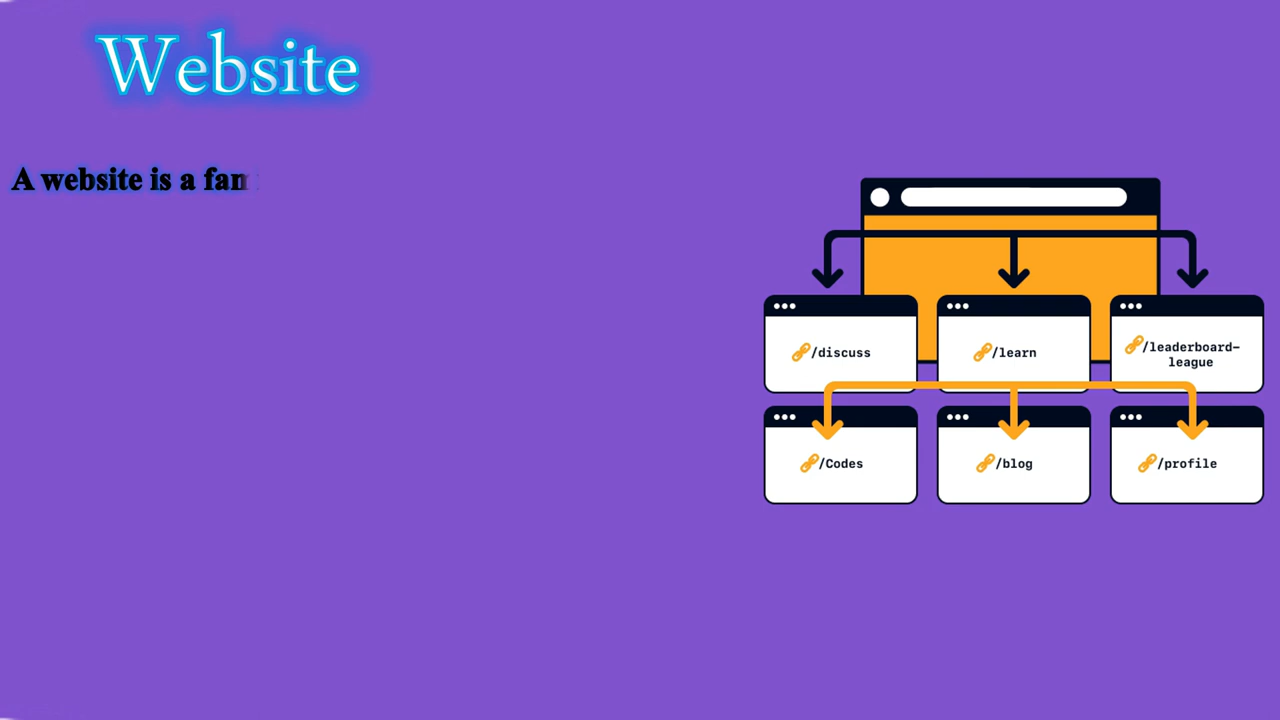 Website
A website is a
/discuss
/learn
/leaderboard-
league
/Codes
/blog
/profile